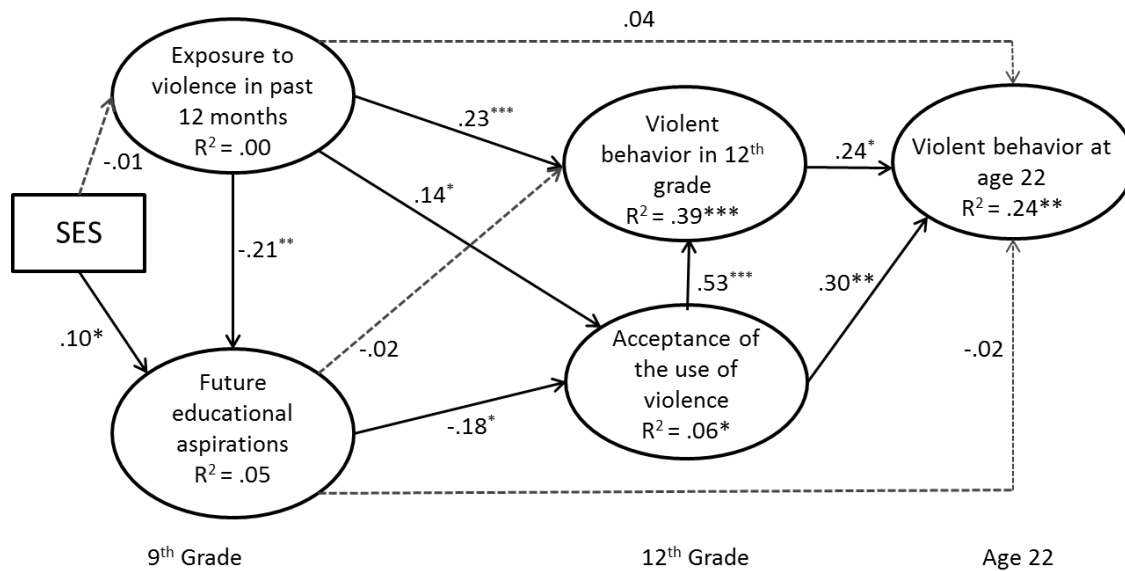 .04
Exposure to
violence in past
12 months
R² = .00
.23***
Violent
behavior in 12th
grade
R² = .39***
.24*
Violent behavior at
age 22
R² = .24**
-.01
.14*
SES
-.21**
.53***
.30**
.10*
-.02
-.02
Acceptance of
the use of
violence
R² = .06*
Future
educational
aspirations
R² = .05
-.18*
9th Grade
12th Grade
Age 22